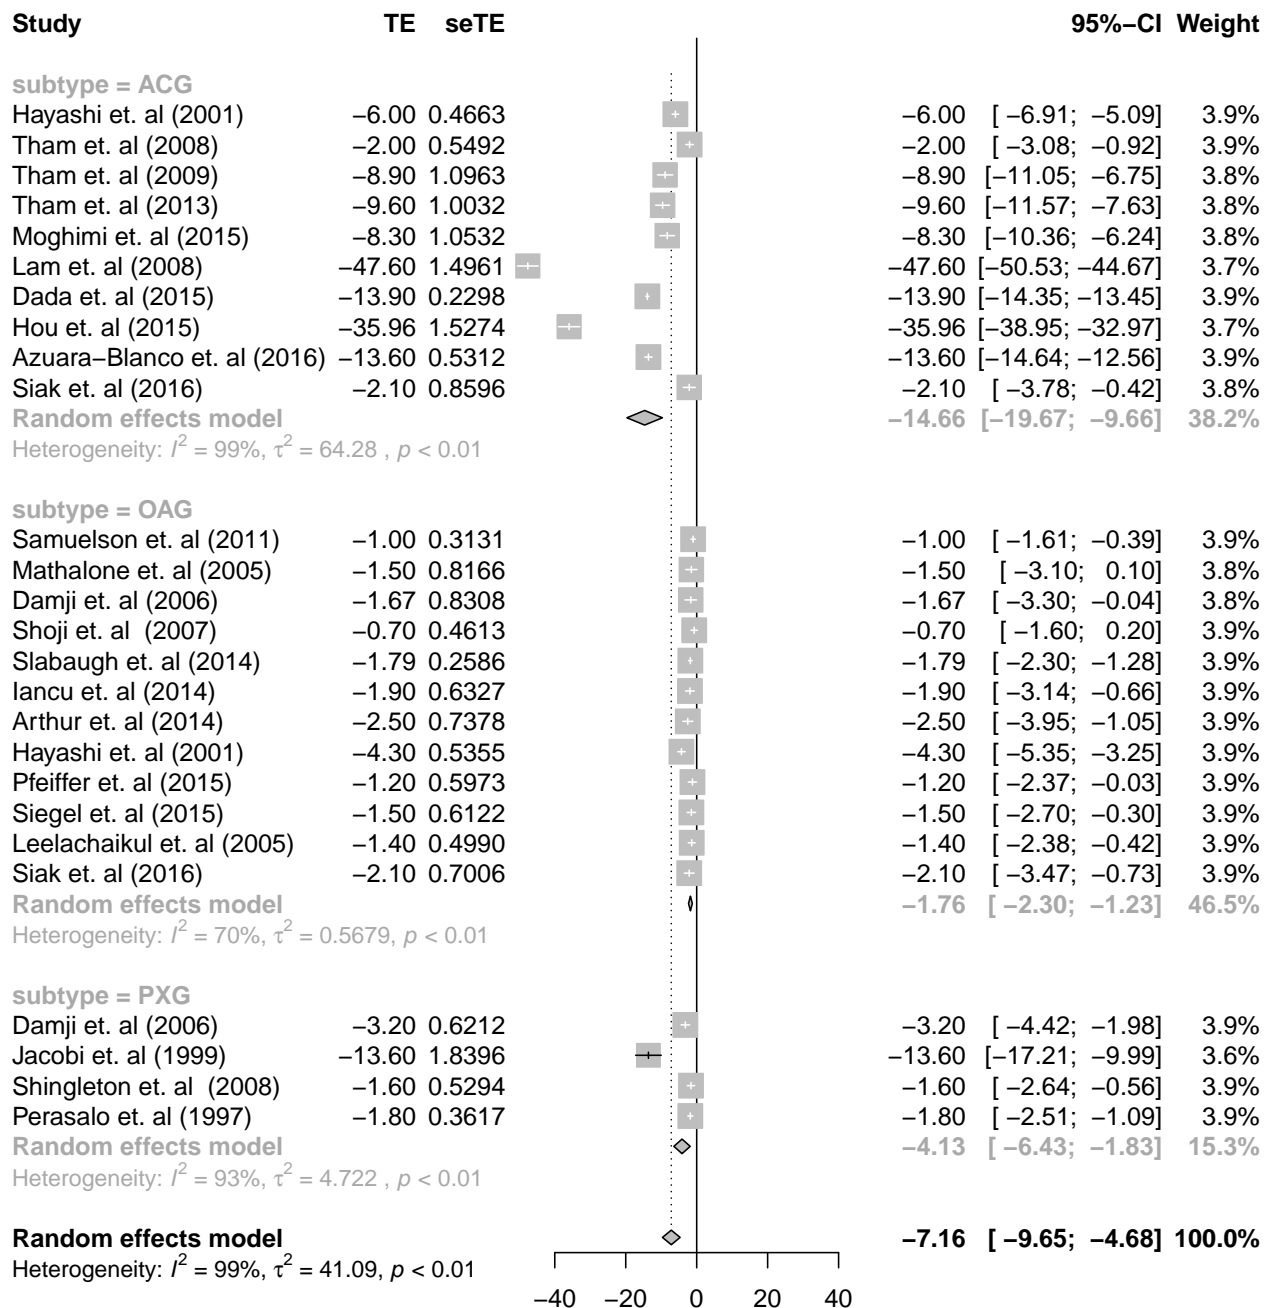 Study TE seTE 95%−CI Weight
subtype = ACG
Hayashi et. al (2001) −6.00 0.4663 −6.00 [ −6.91; −5.09] 3.9%
Tham et. al (2008) −2.00 0.5492 −2.00 [ −3.08; −0.92] 3.9%
Tham et. al (2009) −8.90 1.0963 −8.90 [−11.05; −6.75] 3.8%
Tham et. al (2013) −9.60 1.0032 −9.60 [−11.57; −7.63] 3.8%
Moghimi et. al (2015) −8.30 1.0532 −8.30 [−10.36; −6.24] 3.8%
Lam et. al (2008) −47.60 1.4961 −47.60 [−50.53; −44.67] 3.7%
Dada et. al (2015) −13.90 0.2298 −13.90 [−14.35; −13.45] 3.9%
Hou et. al (2015) −35.96 1.5274 −35.96 [−38.95; −32.97] 3.7%
Azuara−Blanco et. al (2016) −13.60 0.5312 −13.60 [−14.64; −12.56] 3.9%
Siak et. al (2016) −2.10 0.8596 −2.10 [ −3.78; −0.42] 3.8%
Random effects model −14.66 [−19.67; −9.66] 38.2%
Heterogeneity: I² = 99%, τ² = 64.28 , p < 0.01
subtype = OAG
Samuelson et. al (2011) −1.00 0.3131 −1.00 [ −1.61; −0.39] 3.9%
Mathalone et. al (2005) −1.50 0.8166 −1.50 [ −3.10; 0.10] 3.8%
Damji et. al (2006) −1.67 0.8308 −1.67 [ −3.30; −0.04] 3.8%
Shoji et. al (2007) −0.70 0.4613 −0.70 [ −1.60; 0.20] 3.9%
Slabaugh et. al (2014) −1.79 0.2586 −1.79 [ −2.30; −1.28] 3.9%
Iancu et. al (2014) −1.90 0.6327 −1.90 [ −3.14; −0.66] 3.9%
Arthur et. al (2014) −2.50 0.7378 −2.50 [ −3.95; −1.05] 3.9%
Hayashi et. al (2001) −4.30 0.5355 −4.30 [ −5.35; −3.25] 3.9%
Pfeiffer et. al (2015) −1.20 0.5973 −1.20 [ −2.37; −0.03] 3.9%
Siegel et. al (2015) −1.50 0.6122 −1.50 [ −2.70; −0.30] 3.9%
Leelachaikul et. al (2005) −1.40 0.4990 −1.40 [ −2.38; −0.42] 3.9%
Siak et. al (2016) −2.10 0.7006 −2.10 [ −3.47; −0.73] 3.9%
Random effects model −1.76 [ −2.30; −1.23] 46.5%
Heterogeneity: I² = 70%, τ² = 0.5679, p < 0.01
subtype = PXG
Damji et. al (2006) −3.20 0.6212 −3.20 [ −4.42; −1.98] 3.9%
Jacobi et. al (1999) −13.60 1.8396 −13.60 [−17.21; −9.99] 3.6%
Shingleton et. al (2008) −1.60 0.5294 −1.60 [ −2.64; −0.56] 3.9%
Perasalo et. al (1997) −1.80 0.3617 −1.80 [ −2.51; −1.09] 3.9%
Random effects model −4.13 [ −6.43; −1.83] 15.3%
Heterogeneity: I² = 93%, τ² = 4.722 , p < 0.01
Random effects model −7.16 [ −9.65; −4.68] 100.0%
Heterogeneity: I² = 99%, τ² = 41.09, p < 0.01
−40 −20 0 20 40